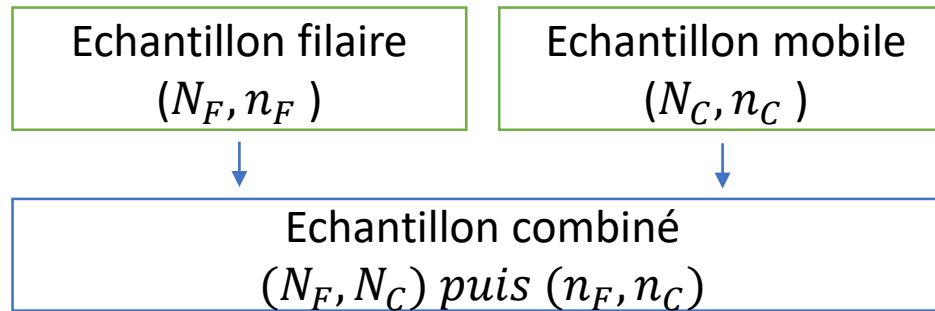 Echantillon filaire
(N_F, n_F )
Echantillon mobile
(N_C, n_C )
Echantillon combiné
(N_F, N_C) puis (n_F, n_C)